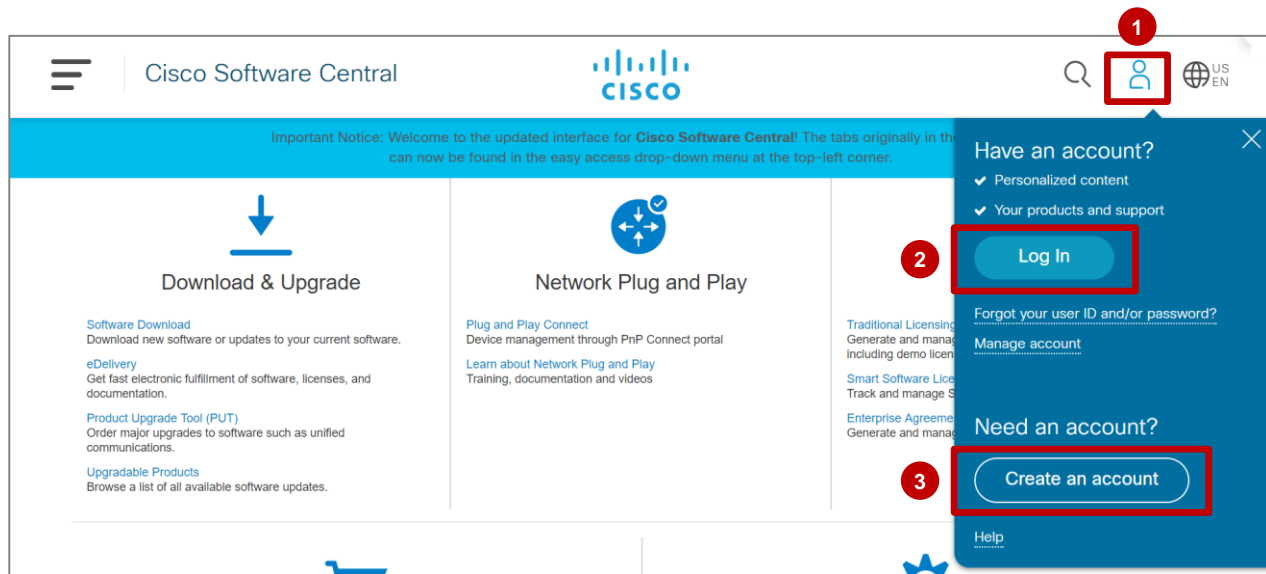 1
Cisco Software Central
CISCO
US
EN
Important Notice: Welcome to the updated interface for Cisco Software Central! The tabs originally in the
can now be found in the easy access drop-down menu at the top-left corner.
Have an account?
Personalized content
Your products and support
2
Log In
Forgot your user ID and/or password?
Manage account
Need an account?
3
Create an account
Help
Download & Upgrade
Software Download
Download new software or updates to your current software.
eDelivery
Get fast electronic fulfillment of software, licenses, and
documentation.
Product Upgrade Tool (PUT)
Order major upgrades to software such as unified
communications.
Upgradable Products
Browse a list of all available software updates.
Network Plug and Play
Plug and Play Connect
Device management through PnP Connect portal
Learn about Network Plug and Play
Training, documentation and videos
Traditional Licensing
Generate and manag
including demo licen
Smart Software Lice
Track and manage S
Enterprise Agreeme
Generate and manag